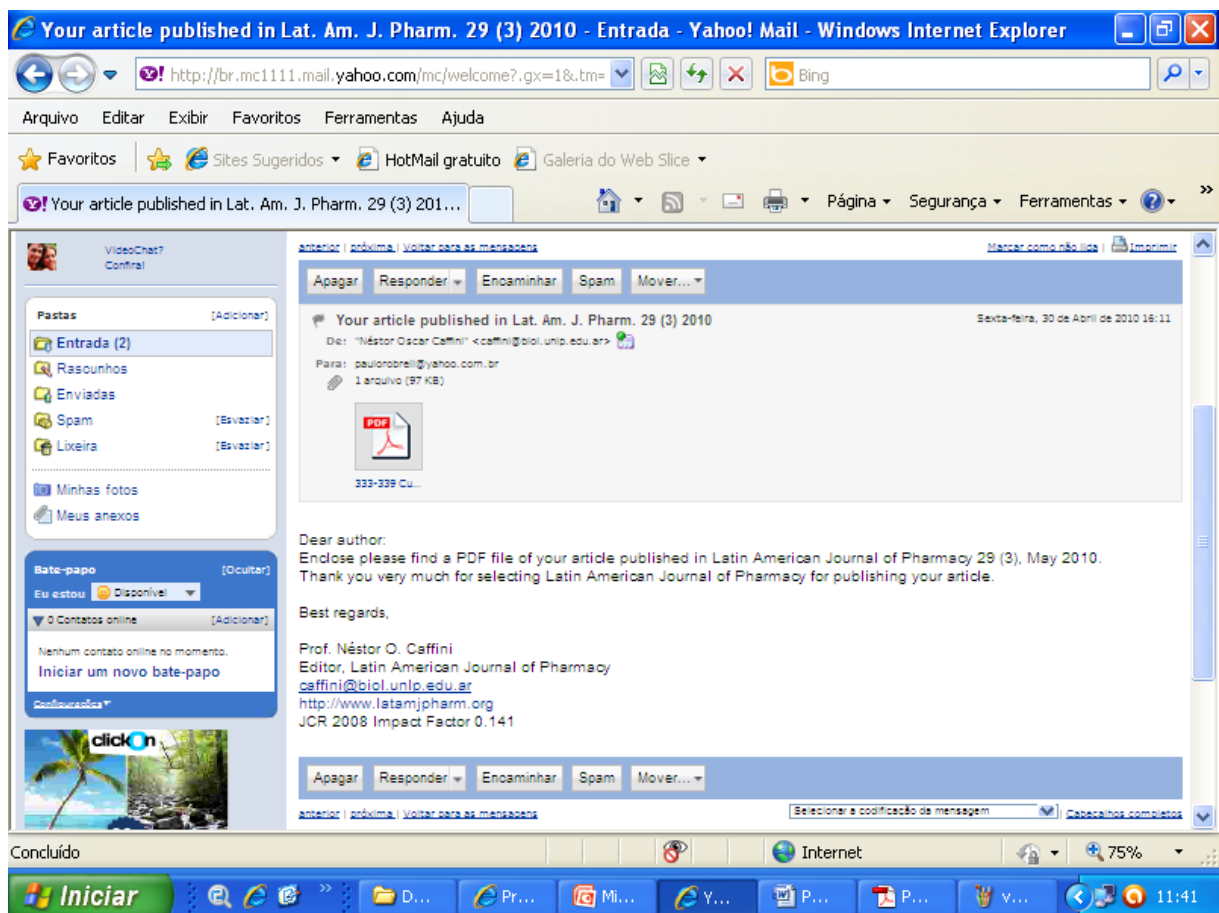 Your article published in Lat. Am. J. Pharm. 29 (3) 2010 - Entrada - Yahoo! Mail - Windows Internet Explorer
http://br.mc1111.mail.yahoo.com/mc/welcome?.gx=1&.tm=
Bing
Arquivo Editar Exibir Favoritos Ferramentas Ajuda
Favoritos Sites Sugeridos HotMail gratuito Galeria do Web Slice
Your article published in Lat. Am. J. Pharm. 29 (3) 201... Página Segurança Ferramentas »
VideoChat?
Confira!
anterior | próxima | Voltar para as mensagens Marcar como não lida | Imprimir
Apagar Responder Encaminhar Spam Mover...
Pastas [Adicionar]
Entrada (2)
Rascunhos
Enviadas
Spam [Esvaziar]
Lixeira [Esvaziar]
Minhas fotos
Meus anexos
Your article published in Lat. Am. J. Pharm. 29 (3) 2010 Sexta-feira, 30 de Abril de 2010 16:11
De: "Néstor Oscar Caffini" <caffini@biol.unlp.edu.ar>
Para: paulorobrell@yahoo.com.br
1 arquivo (97 KB)
PDF
333-339 Cu...
Dear author:
Enclose please find a PDF file of your article published in Latin American Journal of Pharmacy 29 (3), May 2010.
Thank you very much for selecting Latin American Journal of Pharmacy for publishing your article.
Best regards,
Prof. Néstor O. Caffini
Editor, Latin American Journal of Pharmacy
caffini@biol.unlp.edu.ar
http://www.latamjpharm.org
JCR 2008 Impact Factor 0.141
Bate-papo [Ocultar]
Eu estou Disponível
0 Contatos online [Adicionar]
Nenhum contato online no momento.
Iniciar um novo bate-papo
Configurações
clickOn
Apagar Responder Encaminhar Spam Mover...
anterior | próxima | Voltar para as mensagens Selecionar a codificação da mensagem | Cabeçalhos completos
Concluído Internet 75%
Iniciar » D... Pr... Mi... Y... P... P... v... 11:41